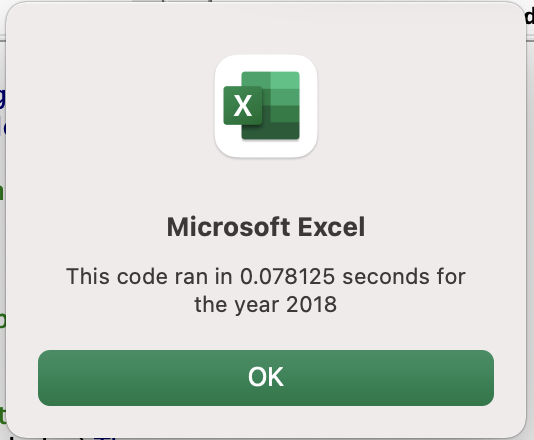 X
Microsoft Excel
This code ran in 0.078125 seconds for
the year 2018
OK